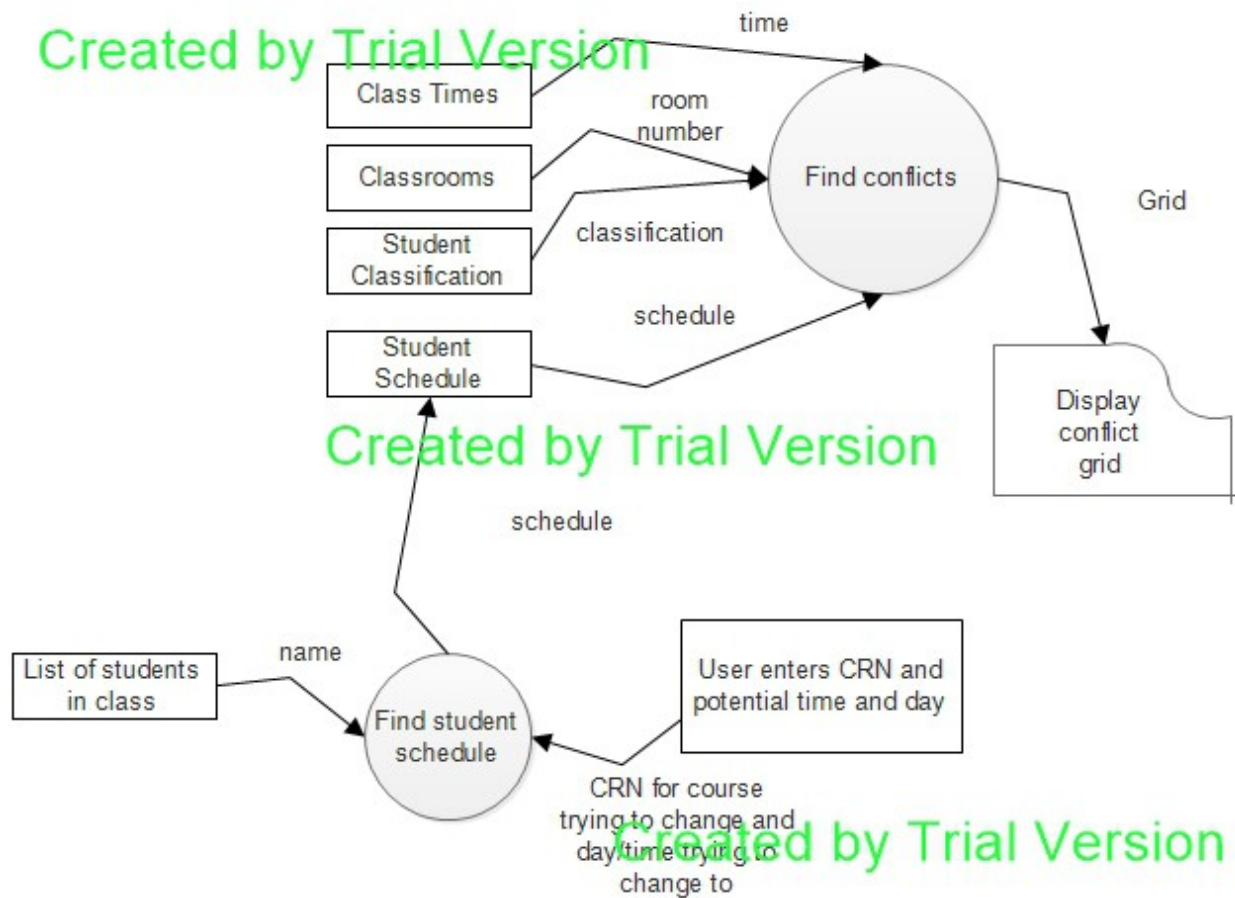 time
Created by Trial Version
Class Times
room
number
Classrooms
Find conflicts
Grid
classification
Student
Classification
schedule
Student
Schedule
Display
conflict
grid
Created by Trial Version
schedule
name
List of students
in class
User enters CRN and
potential time and day
Find student
schedule
CRN for course
trying to change and
day/time trying to
change to
Created by Trial Version